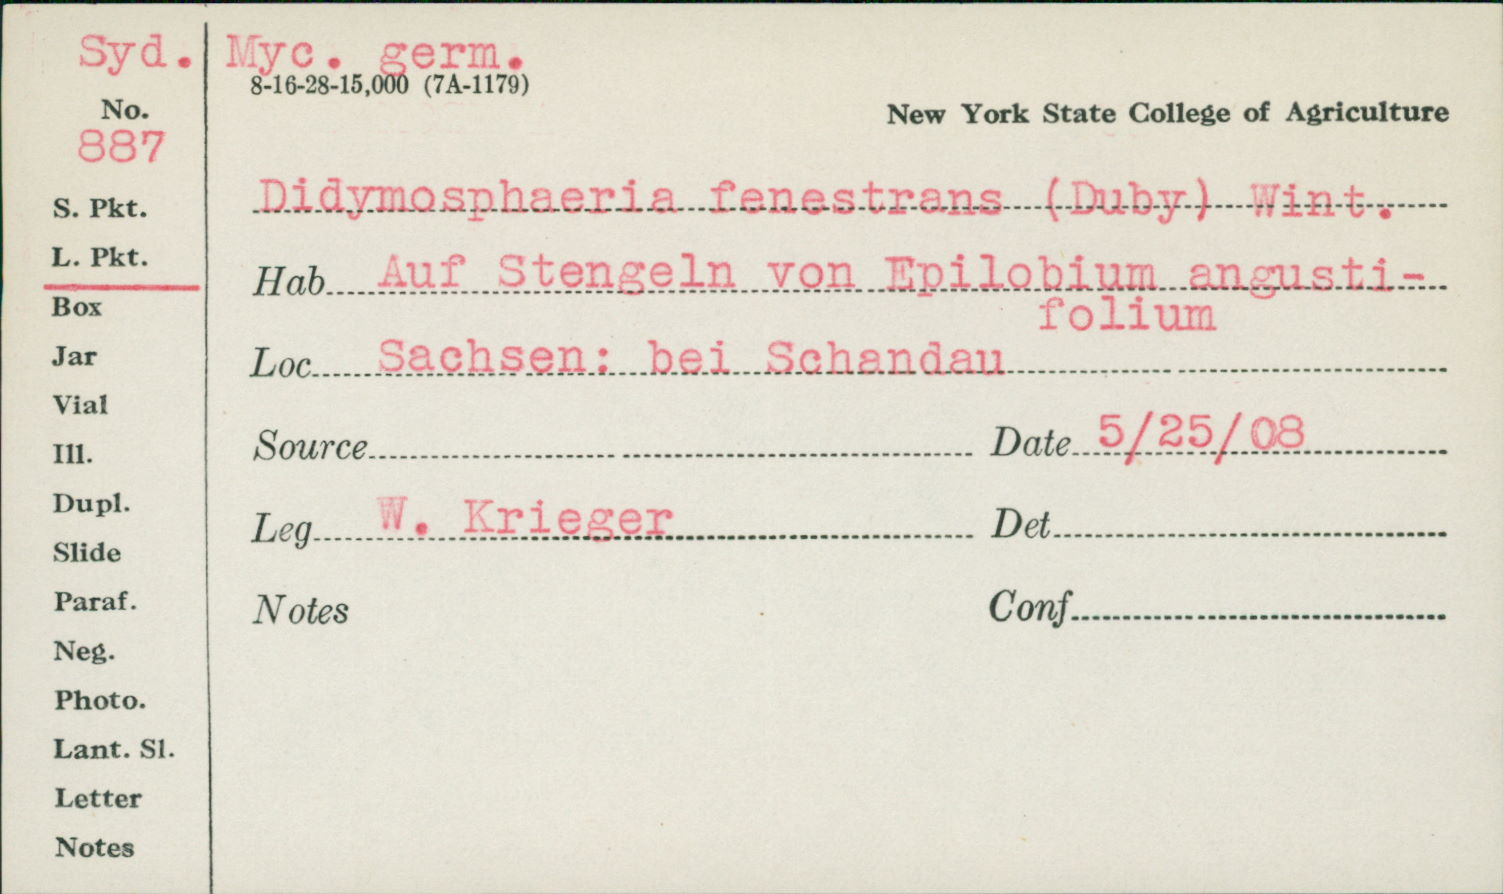 Syd. Myc. germ.
8-16-28-15,000 (7A-1179)
No.
New York State College of Agriculture
887
Didymosphaeria fenestrans (Duby) Wint.
S. Pkt.
L. Pkt.
Hab Auf Stengeln von Epilobium angusti-
folium
Box
Loc Sachsen: bei Schandau
Jar
Vial
Source Date 5/25/08
Ill.
Dupl.
Leg W. Krieger Det
Slide
Paraf.
Notes Conf
Neg.
Photo.
Lant. Sl.
Letter
Notes